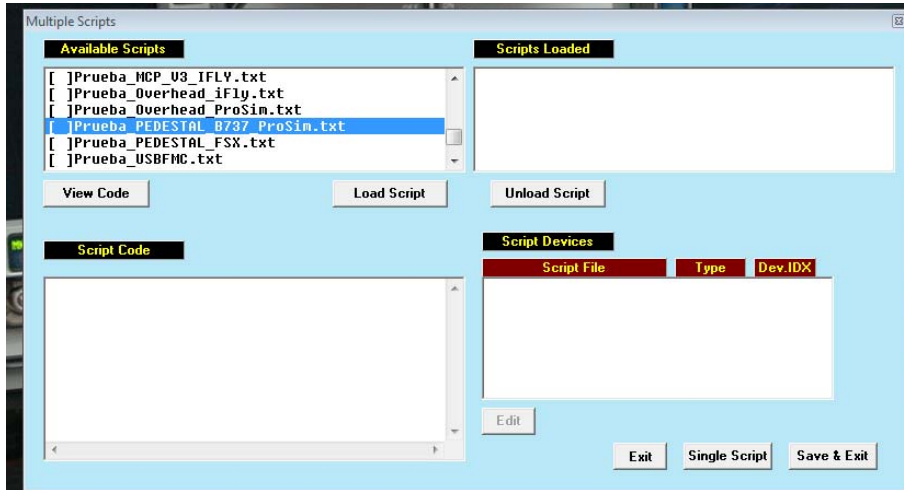 Multiple Scripts
Available Scripts
[ ]Prueba_MCP_V3_IFLY.txt
[ ]Prueba_Overhead_iFly.txt
[ ]Prueba_Overhead_ProSim.txt
[ ]Prueba_PEDESTAL_B737_ProSim.txt
[ ]Prueba_PEDESTAL_FSX.txt
[ ]Prueba_USBFMC.txt
Scripts Loaded
View Code
Load Script
Unload Script
Script Code
Script Devices
Script File Type Dev.IDX
Edit
Exit Single Script Save & Exit